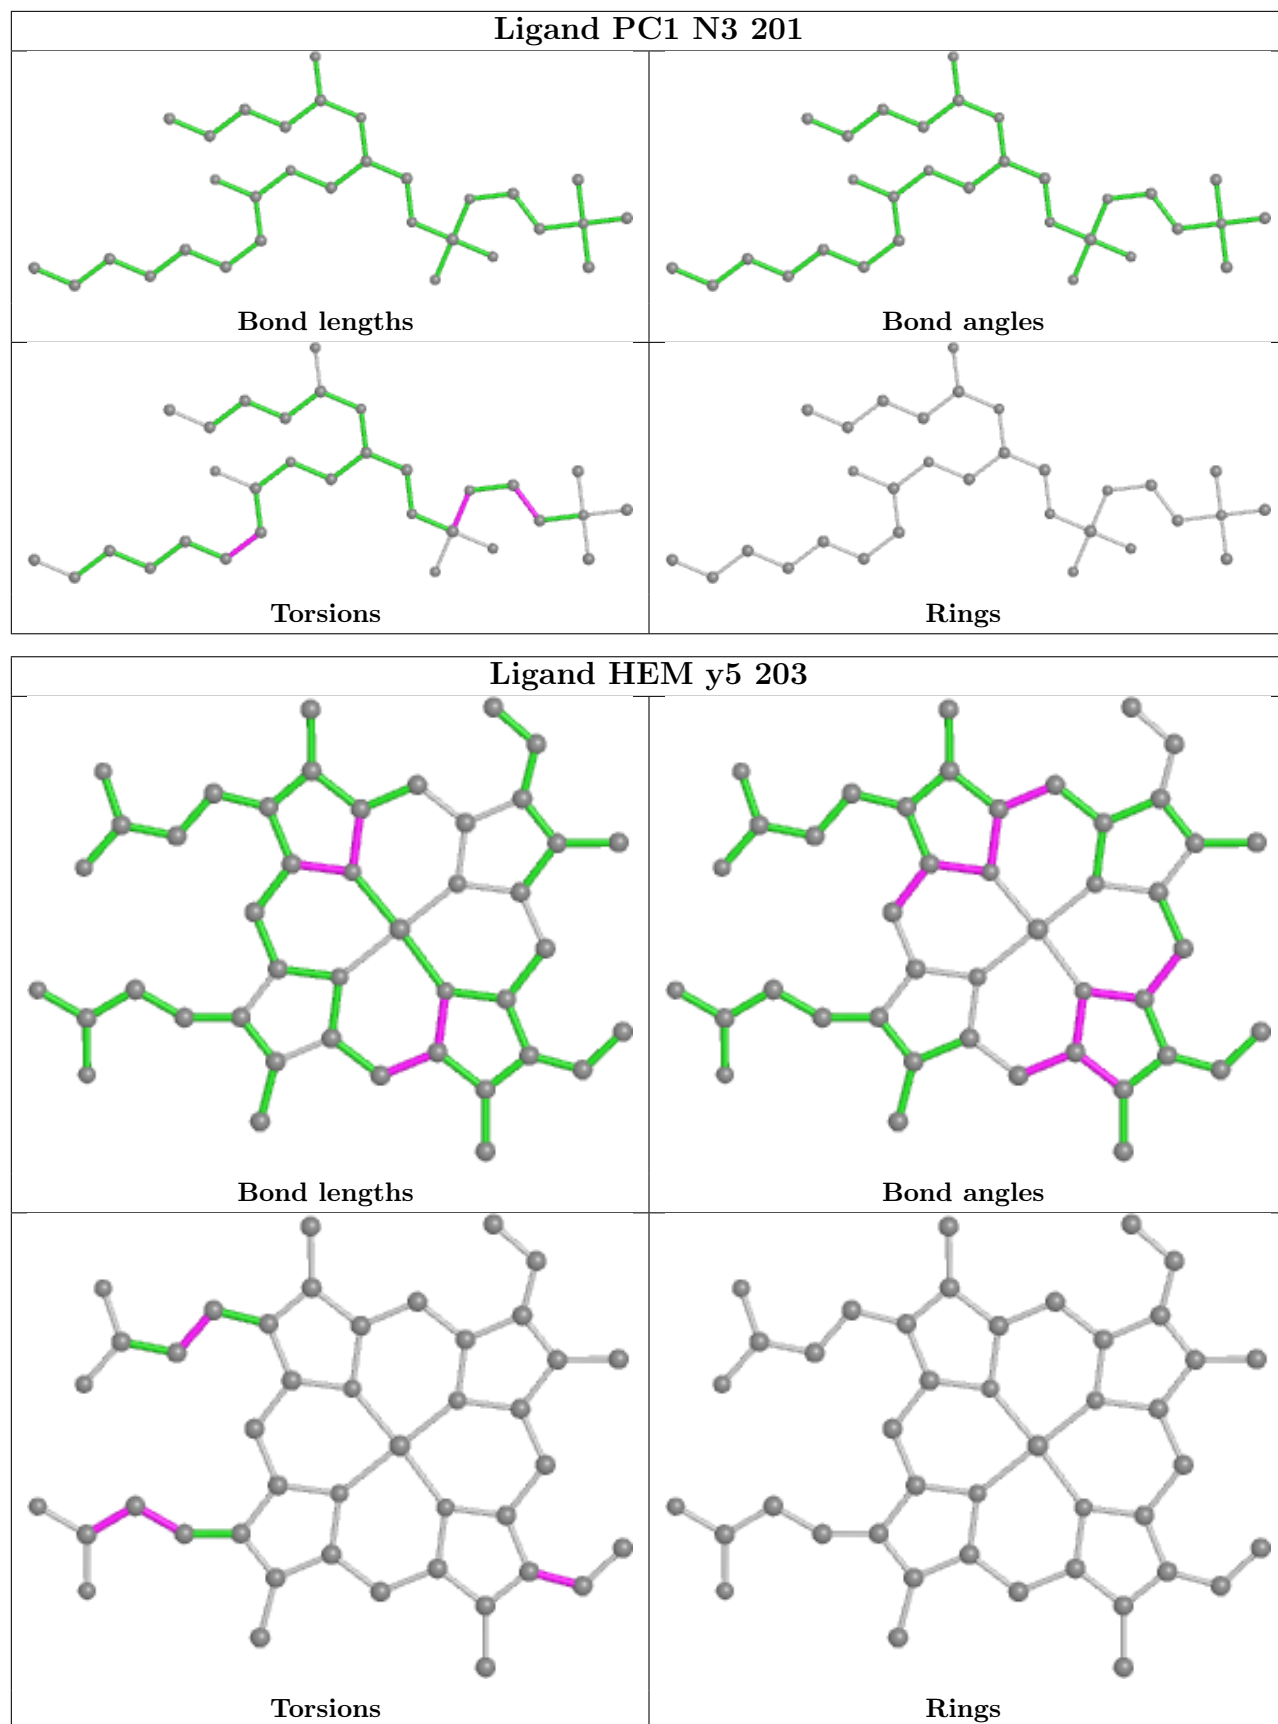 Ligand PC1 N3 201
Bond lengths
Bond angles
Torsions
Rings
Ligand HEM y5 203
Bond lengths
Bond angles
Torsions
Rings